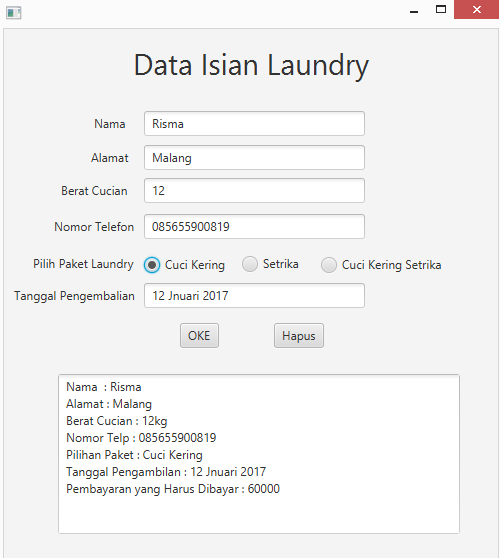 Data Isian Laundry
Nama Risma
Alamat Malang
Berat Cucian 12
Nomor Telefon 085655900819
Pilih Paket Laundry Cuci Kering Setrika Cuci Kering Setrika
Tanggal Pengembalian 12 Jnuari 2017
OKE Hapus
Nama : Risma
Alamat : Malang
Berat Cucian : 12kg
Nomor Telp : 085655900819
Pilihan Paket : Cuci Kering
Tanggal Pengambilan : 12 Jnuari 2017
Pembayaran yang Harus Dibayar : 60000